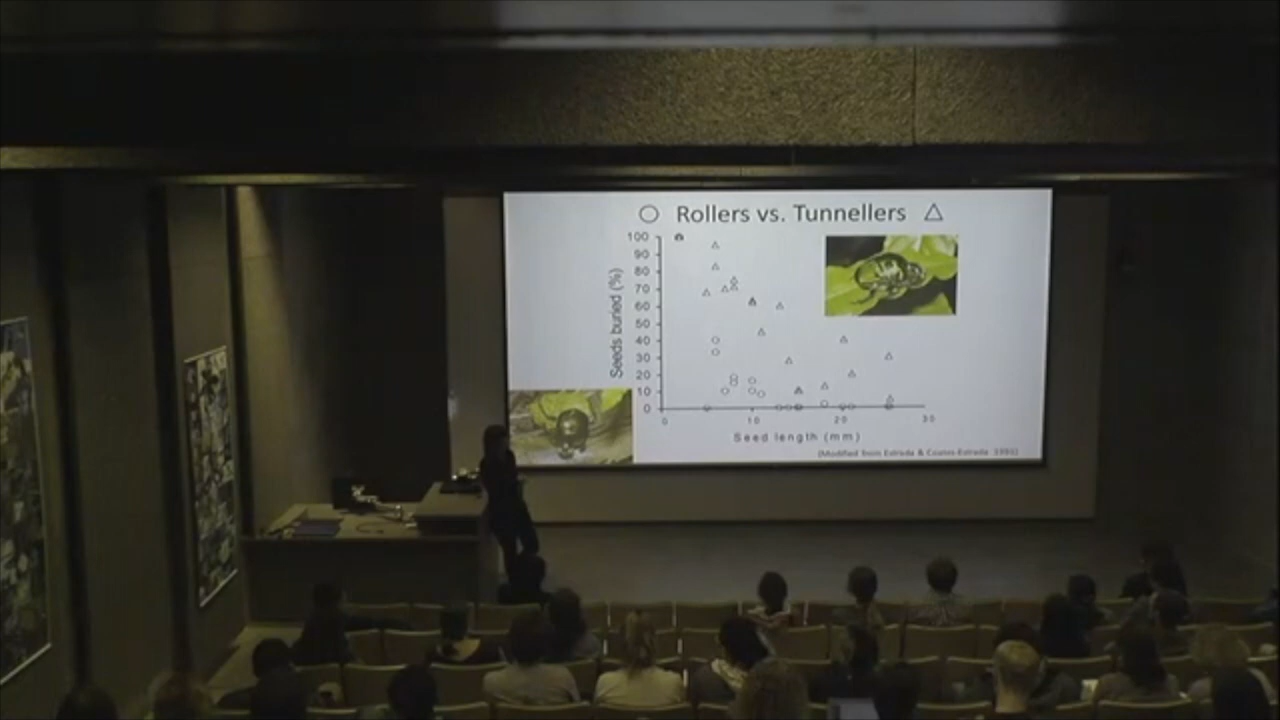 ○ Rollers vs. Tunnellers △
100
90
80
70
60
50
40
30
20
10
0
Seeds buried (%)
0 10 20 30
Seed length (mm)
(Modified from Estrada & Coates-Estrada 1991)